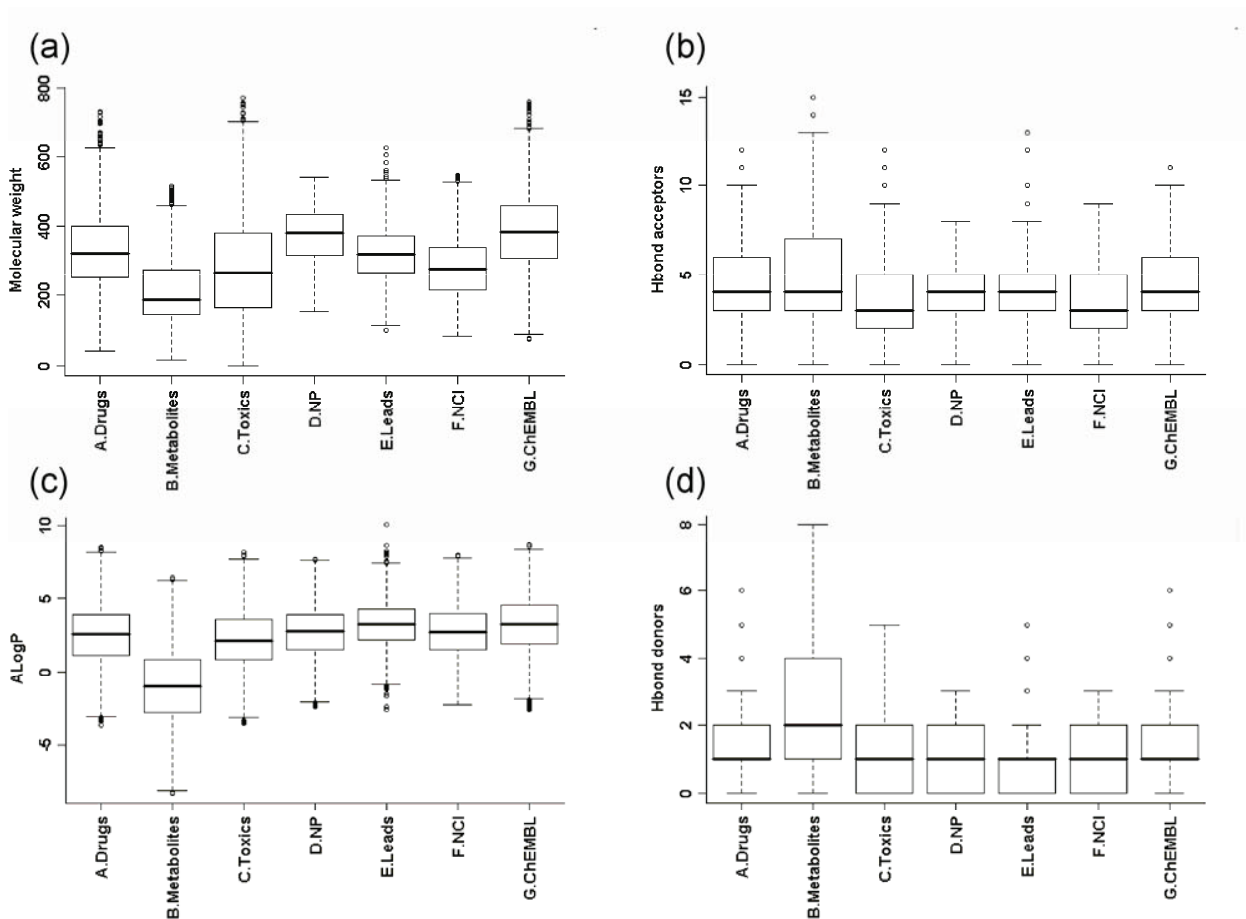 (a)
Molecular weight
800
600
400
200
0
A.Drugs
B.Metabolites
C.Toxics
D.NP
E.Leads
F.NCI
G.ChEMBL
(b)
Hbond acceptors
15
10
5
0
A.Drugs
B.Metabolites
C.Toxics
D.NP
E.Leads
F.NCI
G.ChEMBL
(c)
ALogP
10
5
0
-5
A.Drugs
B.Metabolites
C.Toxics
D.NP
E.Leads
F.NCI
G.ChEMBL
(d)
Hbond donors
8
6
4
2
0
A.Drugs
B.Metabolites
C.Toxics
D.NP
E.Leads
F.NCI
G.ChEMBL